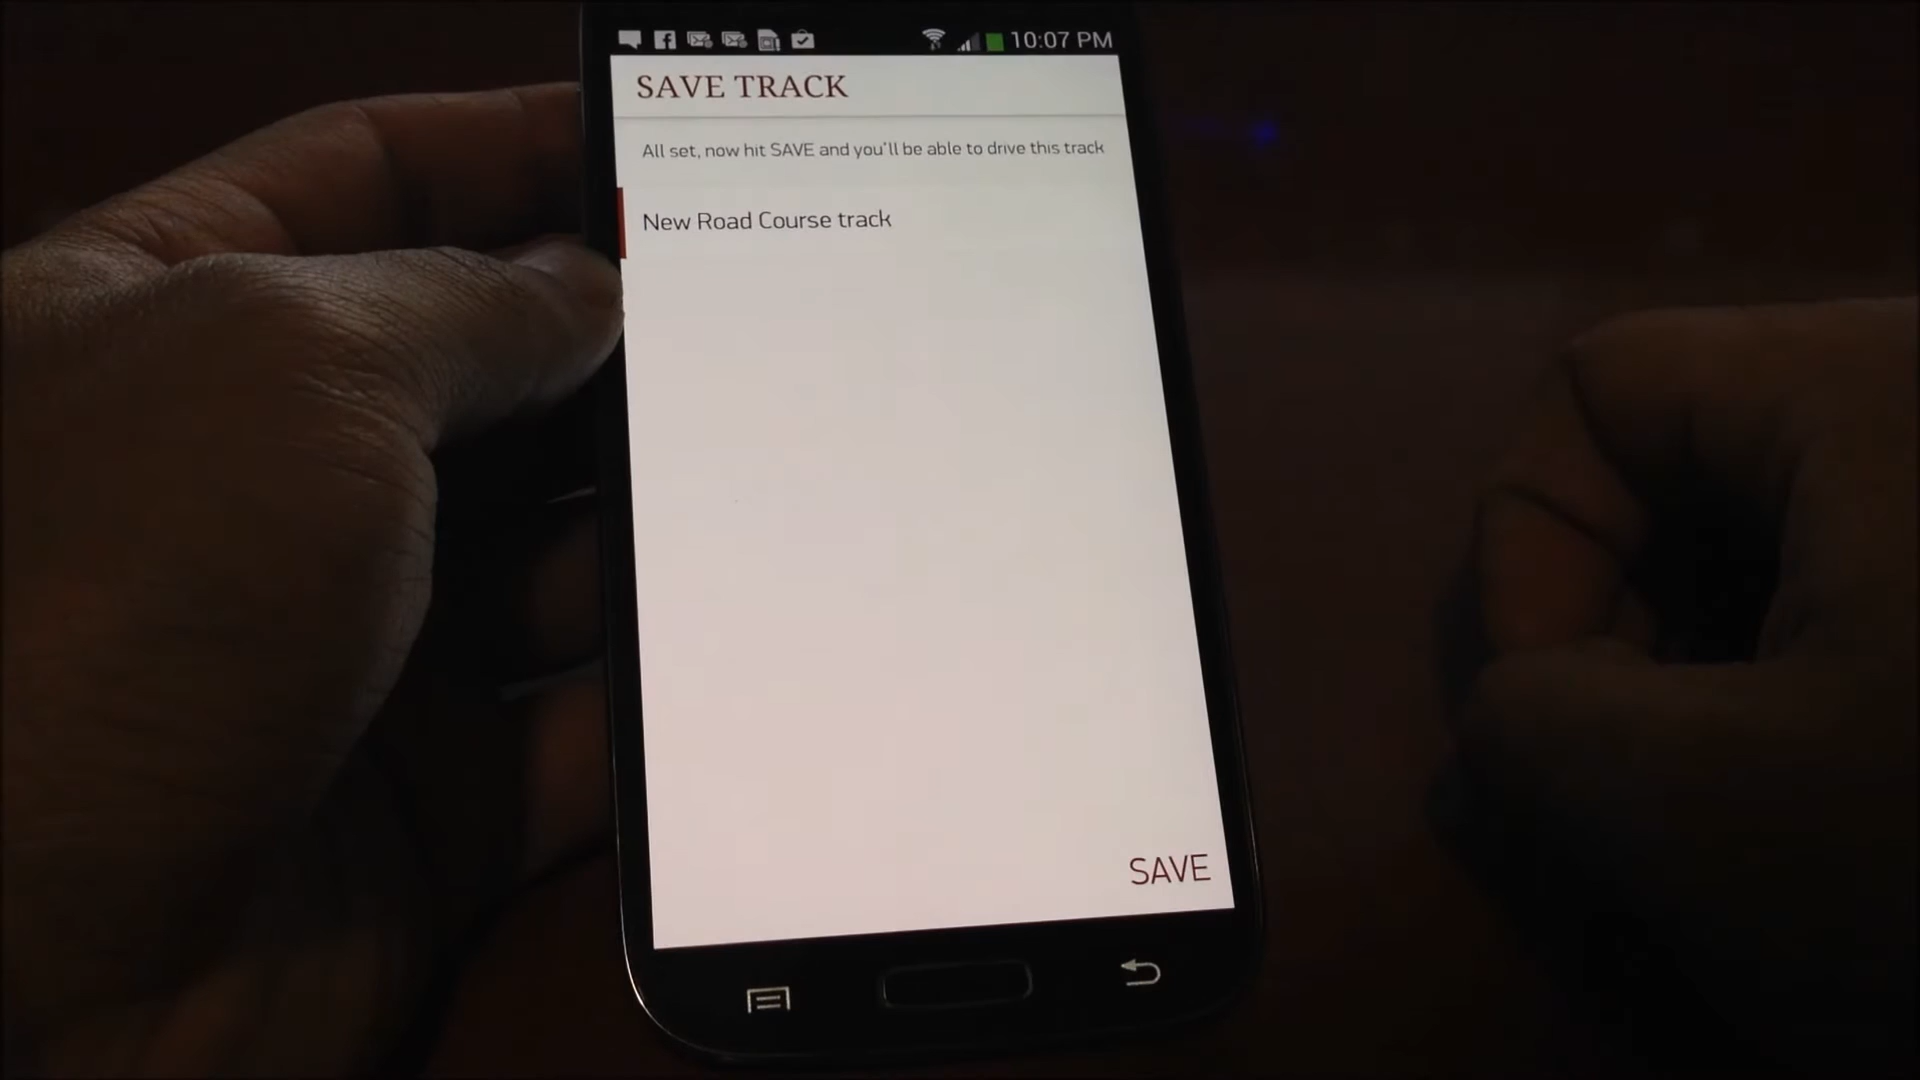 10:07 PM
SAVE TRACK
All set, now hit SAVE and you'll be able to drive this track
New Road Course track
SAVE